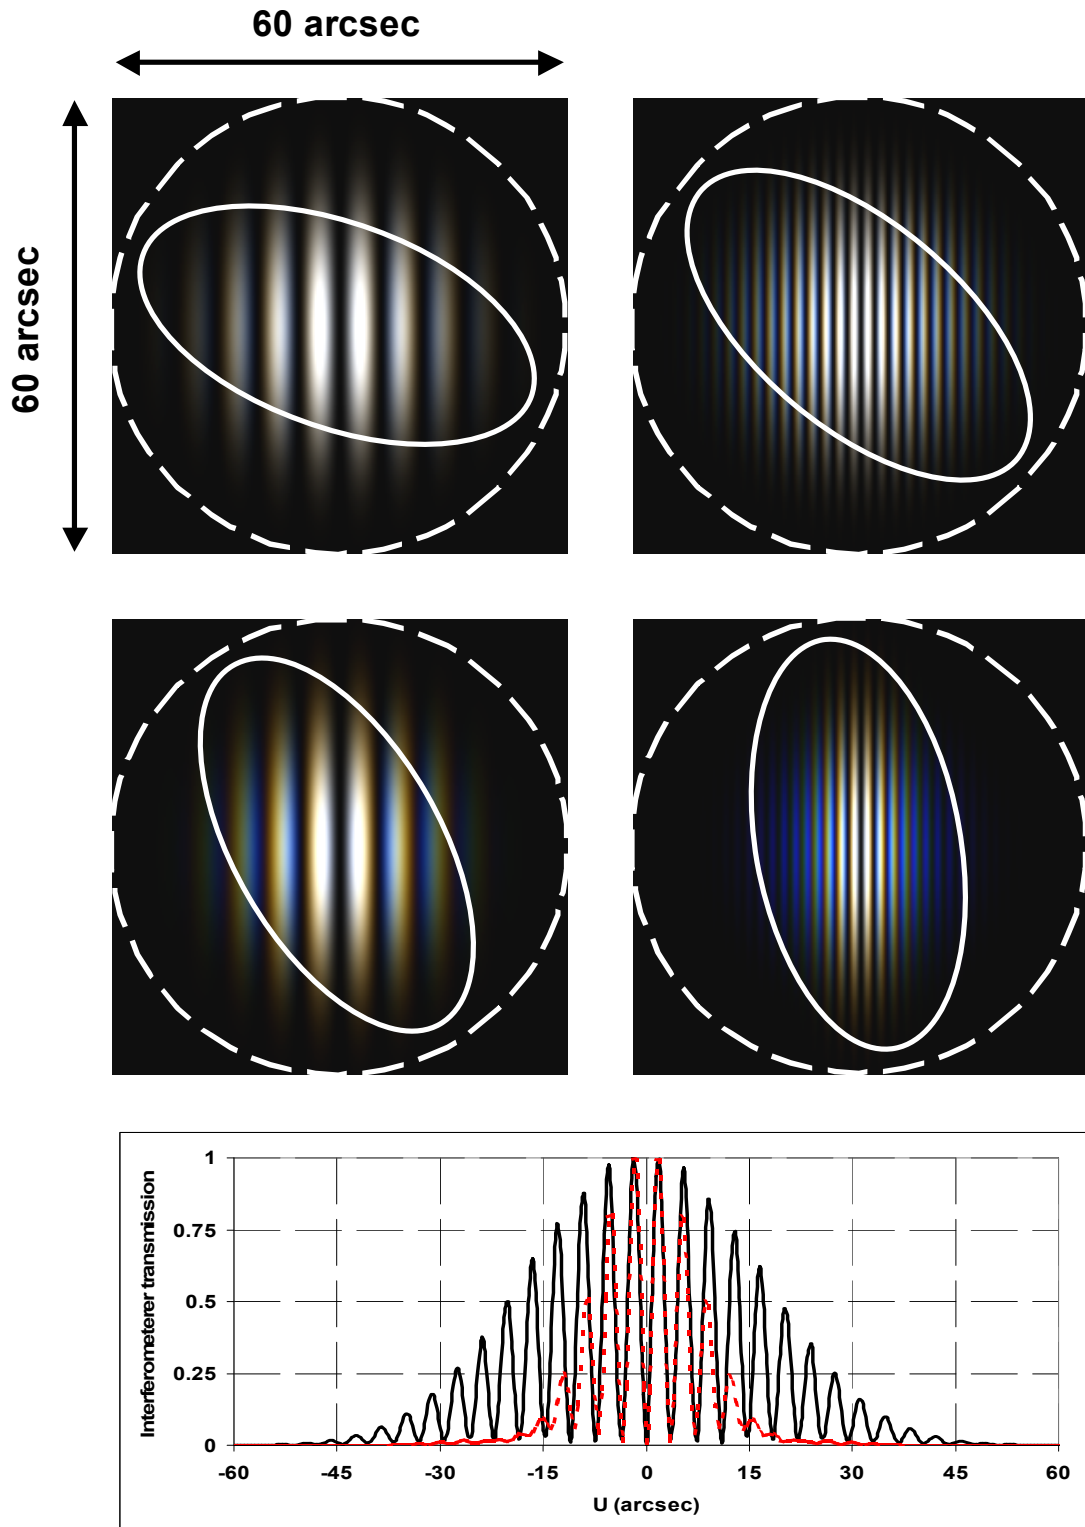 60 arcsec
60 arcsec
Interferometerer transmission
1
0.75
0.5
0.25
0
-60 -45 -30 -15 0 15 30 45 60
U (arcsec)